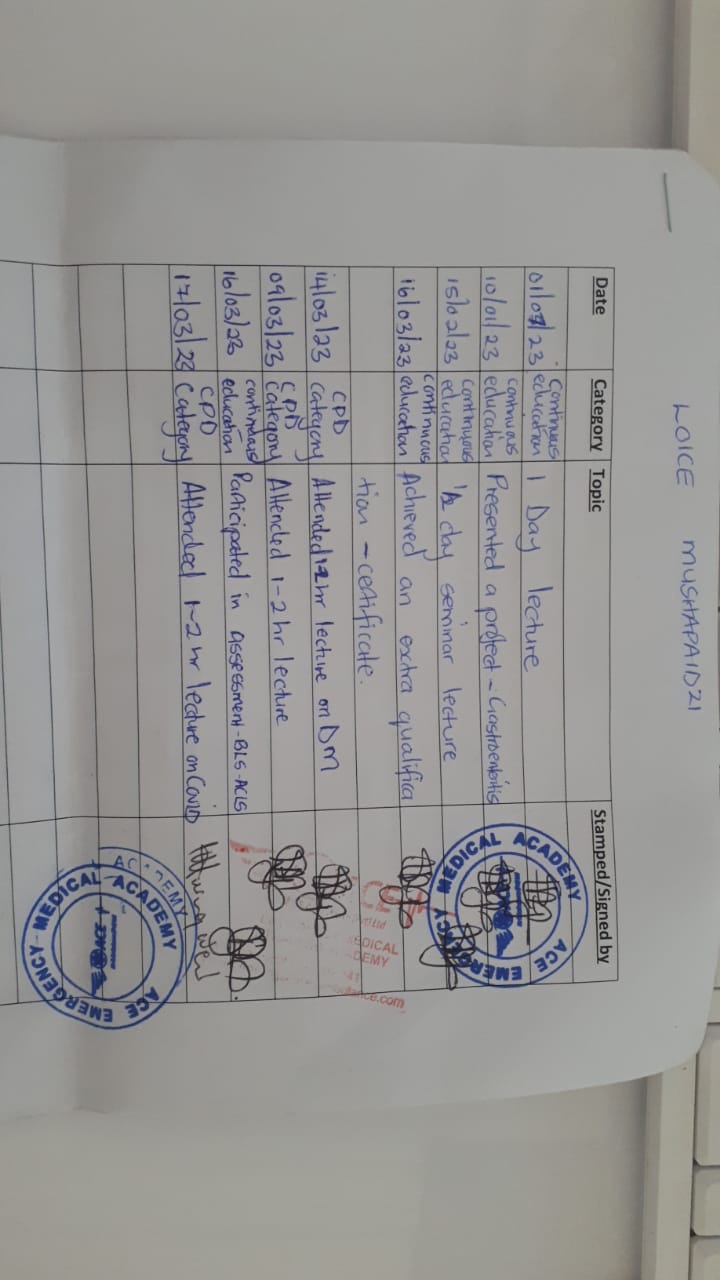 LOICE MUSHAPAIDZI
Date Category Topic Stamped/Signed by
01/01/23 Continuous education 1 Day lecture
10/01/23 continuous education Presented a project - Gastroenteritis
15/02/23 continuous education 1/2 day seminar lecture
16/03/23 continuous education Achieved an extra qualifica
tion - certificate.
14/03/23 CPD category Attended 1-2 hr lecture on DM
09/03/23 CPD Category Attended 1-2 hr lecture
16/03/23 continuous education Participated in assessment-BLS-ACLS
17/03/23 CPD Category Attended 1-2 hr lecture on Covid
ACE EMERGENCY MEDICAL ACADEMY
MEDICAL
DEMY
.com
ACE EMERGENCY MEDICAL ACADEMY